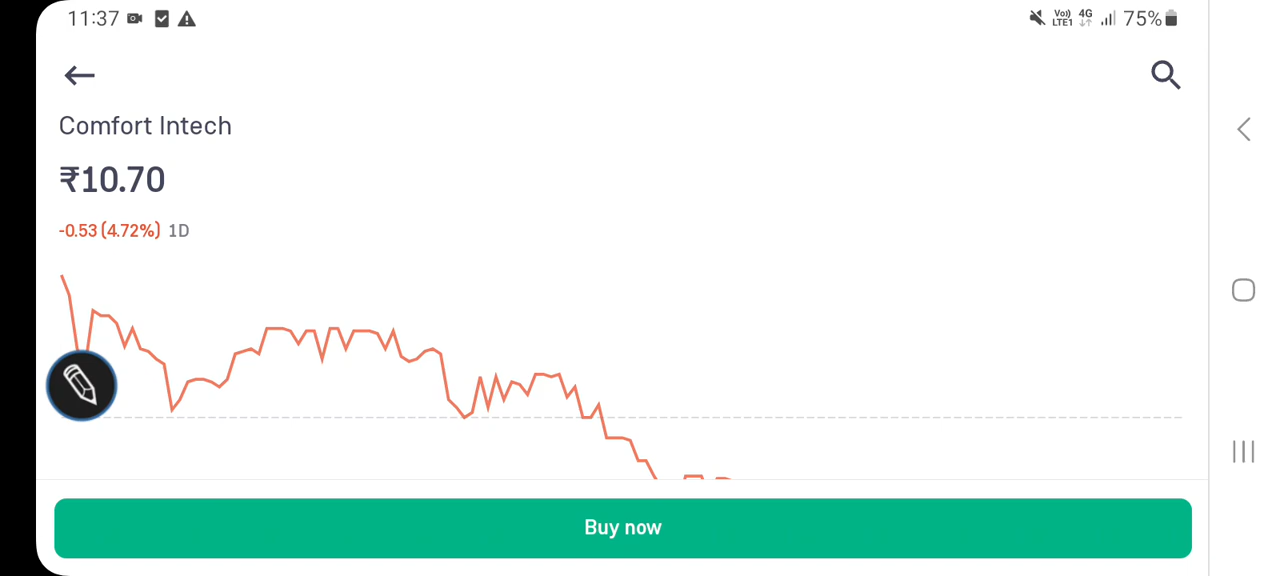 11:37 Vo)) LTE1 4G 75%
Comfort Intech
₹10.70
-0.53 (4.72%) 1D
Buy now